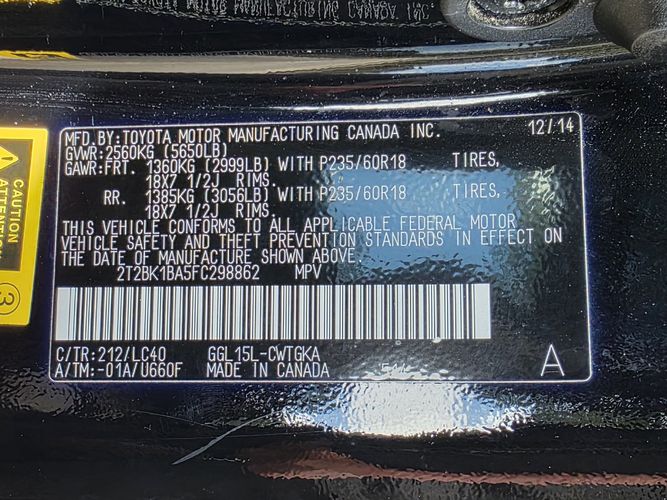 MFD.BY:TOYOTA MOTOR MANUFACTURING CANADA INC. 12/14
GVWR:2560KG (5650LB)
GAWR:FRT. 1360KG (2999LB) WITH P235/60R18 TIRES,
18X7 1/2J RIMS.
RR. 1385KG (3056LB) WITH P235/60R18 TIRES,
18X7 1/2J RIMS.
THIS VEHICLE CONFORMS TO ALL APPLICABLE FEDERAL MOTOR
VEHICLE SAFETY AND THEFT PREVENTION STANDARDS IN EFFECT ON
THE DATE OF MANUFACTURE SHOWN ABOVE.
2T2BK1BA5FC298862 MPV
C/TR:212/LC40 GGL15L-CWTGKA
A/TM:-01A/U660F MADE IN CANADA
A
CAUTION
3